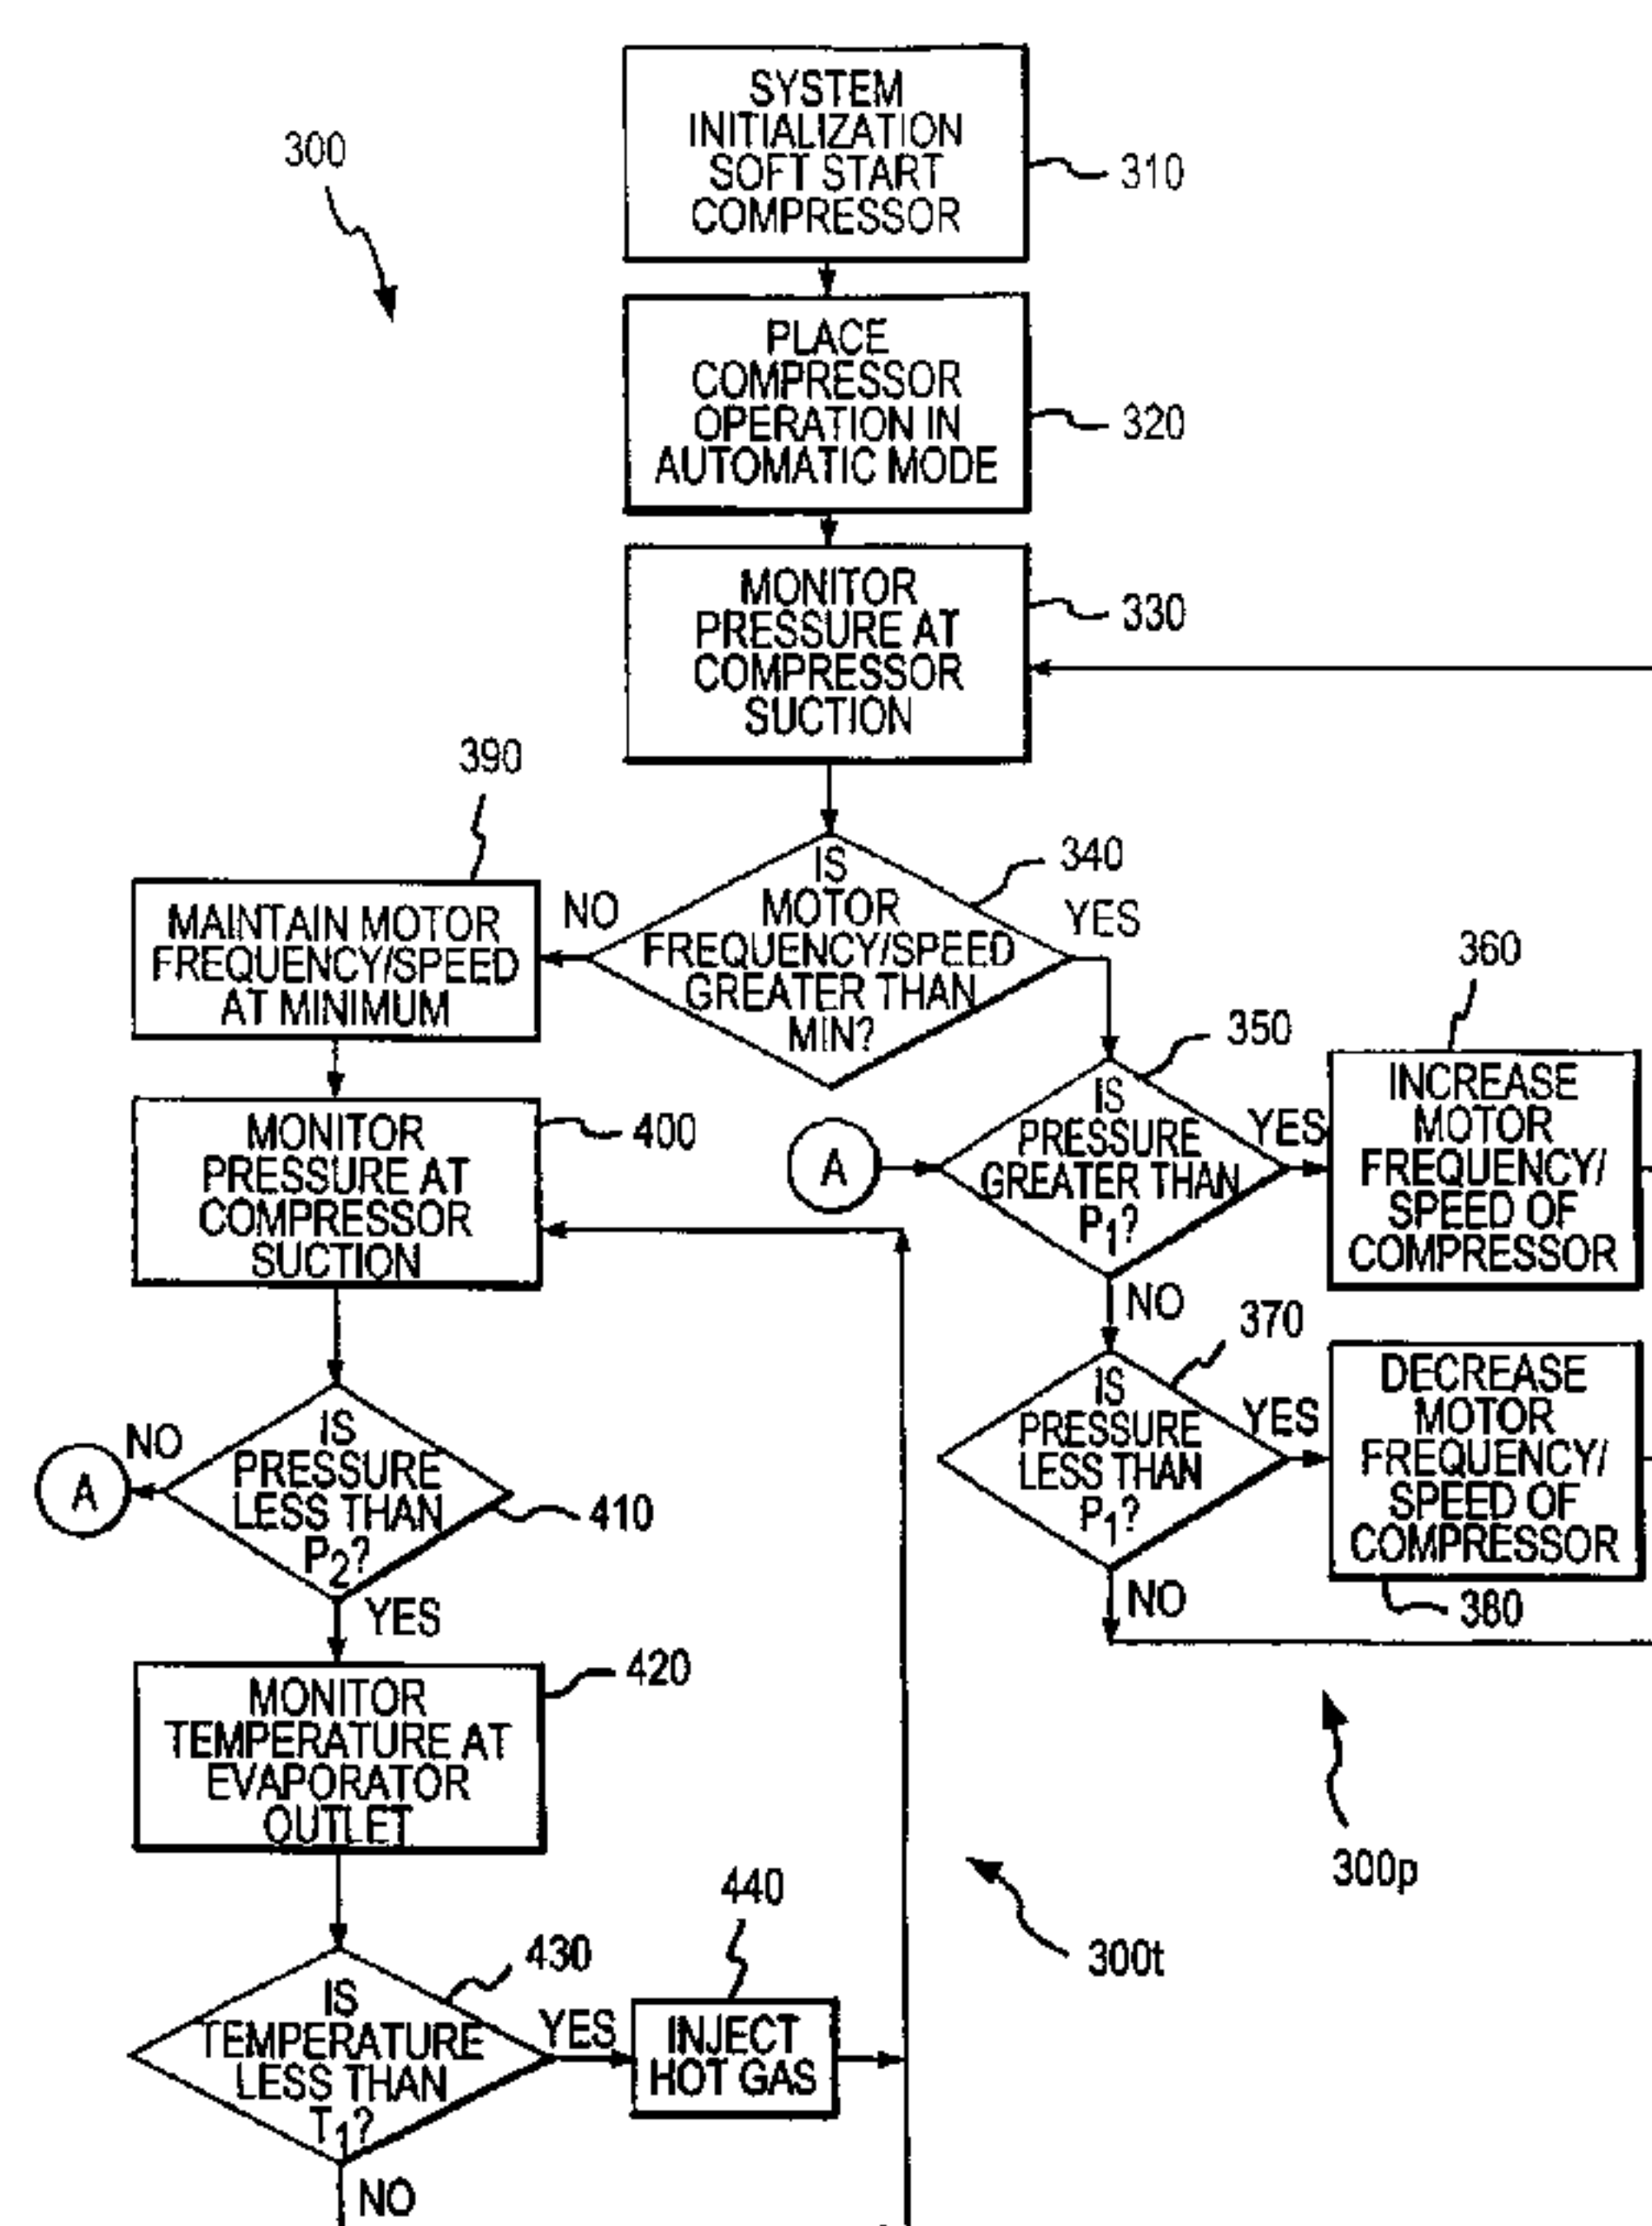 300
SYSTEM
INITIALIZATION
SOFT START
COMPRESSOR
310
PLACE
COMPRESSOR
OPERATION IN
AUTOMATIC MODE
320
MONITOR
PRESSURE AT
COMPRESSOR
SUCTION
330
IS
MOTOR
FREQUENCY/SPEED
GREATER THAN
MIN?
340
NO
YES
390
MAINTAIN MOTOR
FREQUENCY/SPEED
AT MINIMUM
A
IS
PRESSURE
GREATER THAN
P1?
350
YES
360
INCREASE
MOTOR
FREQUENCY/
SPEED OF
COMPRESSOR
NO
MONITOR
PRESSURE AT
COMPRESSOR
SUCTION
400
IS
PRESSURE
LESS THAN
P1?
370
YES
DECREASE
MOTOR
FREQUENCY/
SPEED OF
COMPRESSOR
380
NO
A
NO
IS
PRESSURE
LESS THAN
P2?
410
YES
MONITOR
TEMPERATURE AT
EVAPORATOR
OUTLET
420
300p
300t
IS
TEMPERATURE
LESS THAN
T1?
430
YES
440
INJECT
HOT GAS
NO